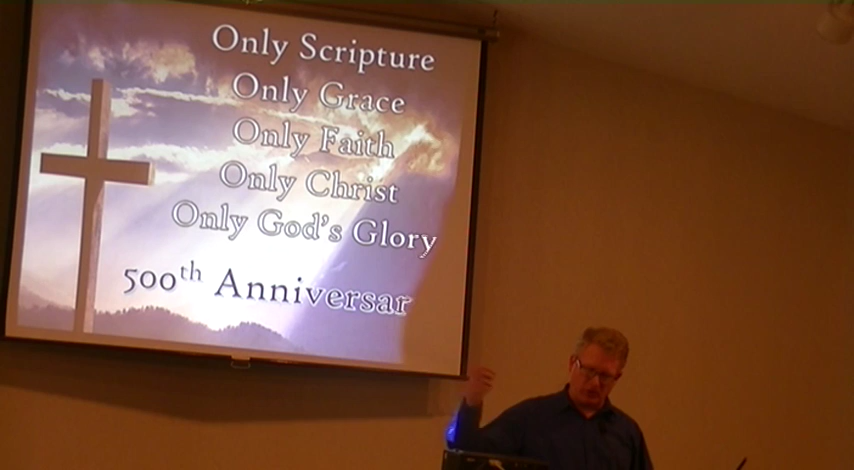 Only Scripture
Only Grace
Only Faith
Only Christ
Only God's Glory
500th Anniversar